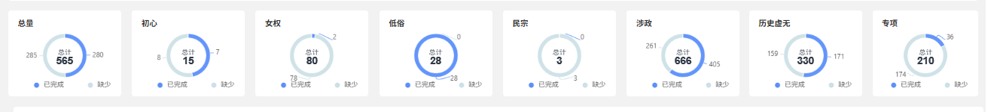 总量
总计
565
285
280
已完成
缺少
初心
总计
15
8
7
已完成
缺少
女权
2
总计
80
78
已完成
缺少
低俗
0
总计
28
28
已完成
缺少
民宗
0
总计
3
3
已完成
缺少
涉政
261
总计
666
405
已完成
缺少
历史虚无
159
总计
330
171
已完成
缺少
专项
36
总计
210
174
已完成
缺少